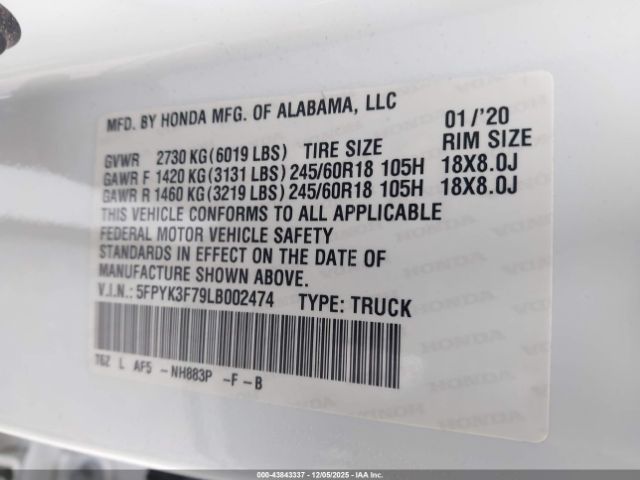 MFD. BY HONDA MFG. OF ALABAMA, LLC 01/'20
GVWR 2730 KG(6019 LBS) TIRE SIZE RIM SIZE
GAWR F 1420 KG(3131 LBS)245/60R18 105H 18X8.0J
GAWR R 1460 KG(3219 LBS)245/60R18 105H 18X8.0J
THIS VEHICLE CONFORMS TO ALL APPLICABLE
FEDERAL MOTOR VEHICLE SAFETY
STANDARDS IN EFFECT ON THE DATE OF
MANUFACTURE SHOWN ABOVE.
V.I.N.: 5FPYK3F79LB002474 TYPE: TRUCK
T6Z L AF5 -NH883P -F-B
000-43843337 - 12/05/2025 - Copyright © 2025 IAA, Inc.